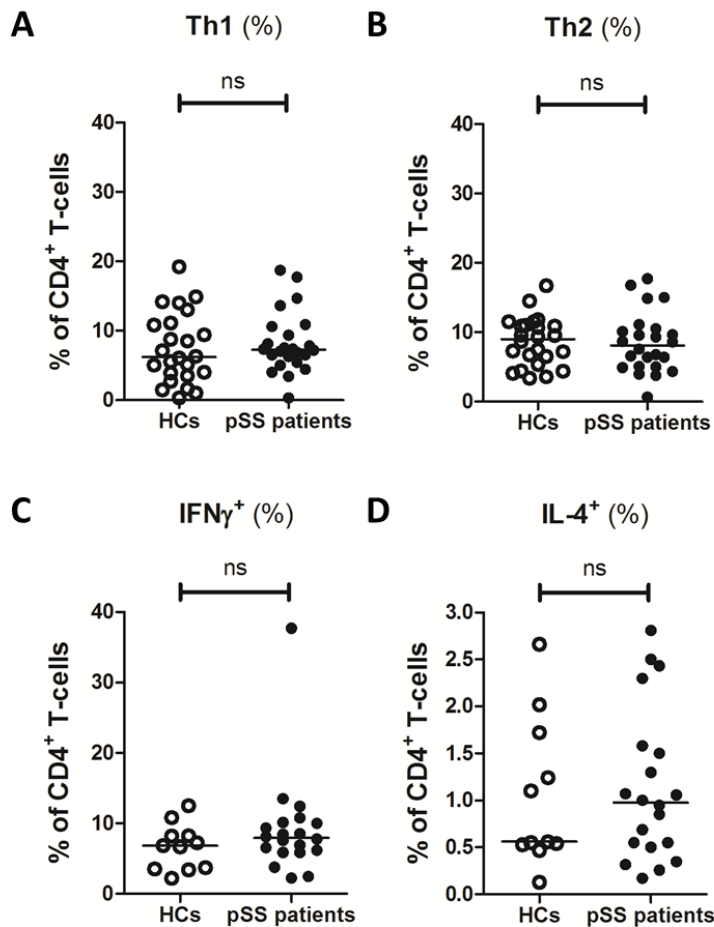 A
Th1 (%)
ns
40
30
20
10
0
% of CD4+ T-cells
HCs pSS patients
B
Th2 (%)
ns
40
30
20
10
0
% of CD4+ T-cells
HCs pSS patients
C
IFNγ+ (%)
ns
40
30
20
10
0
% of CD4+ T-cells
HCs pSS patients
D
IL-4+ (%)
ns
3.0
2.5
2.0
1.5
1.0
0.5
0.0
% of CD4+ T-cells
HCs pSS patients